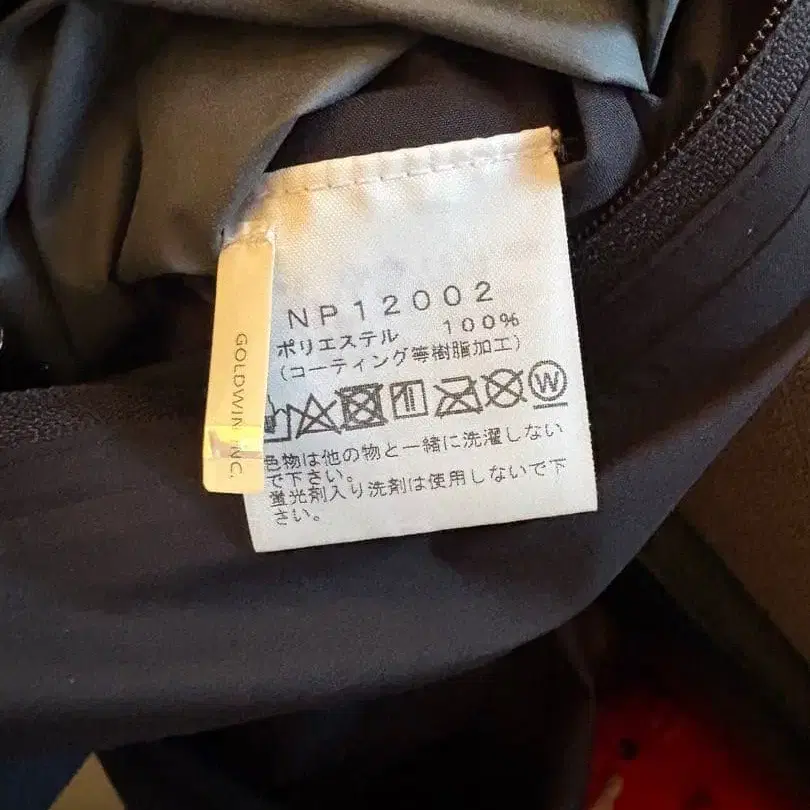 NP12002
ポリエステル 100%
(コーティング等樹脂加工)
W
色物は他の物と一緒に洗濯しない
で下さい。
蛍光剤入り洗剤は使用しないで下
さい。
GOLDWIN INC.